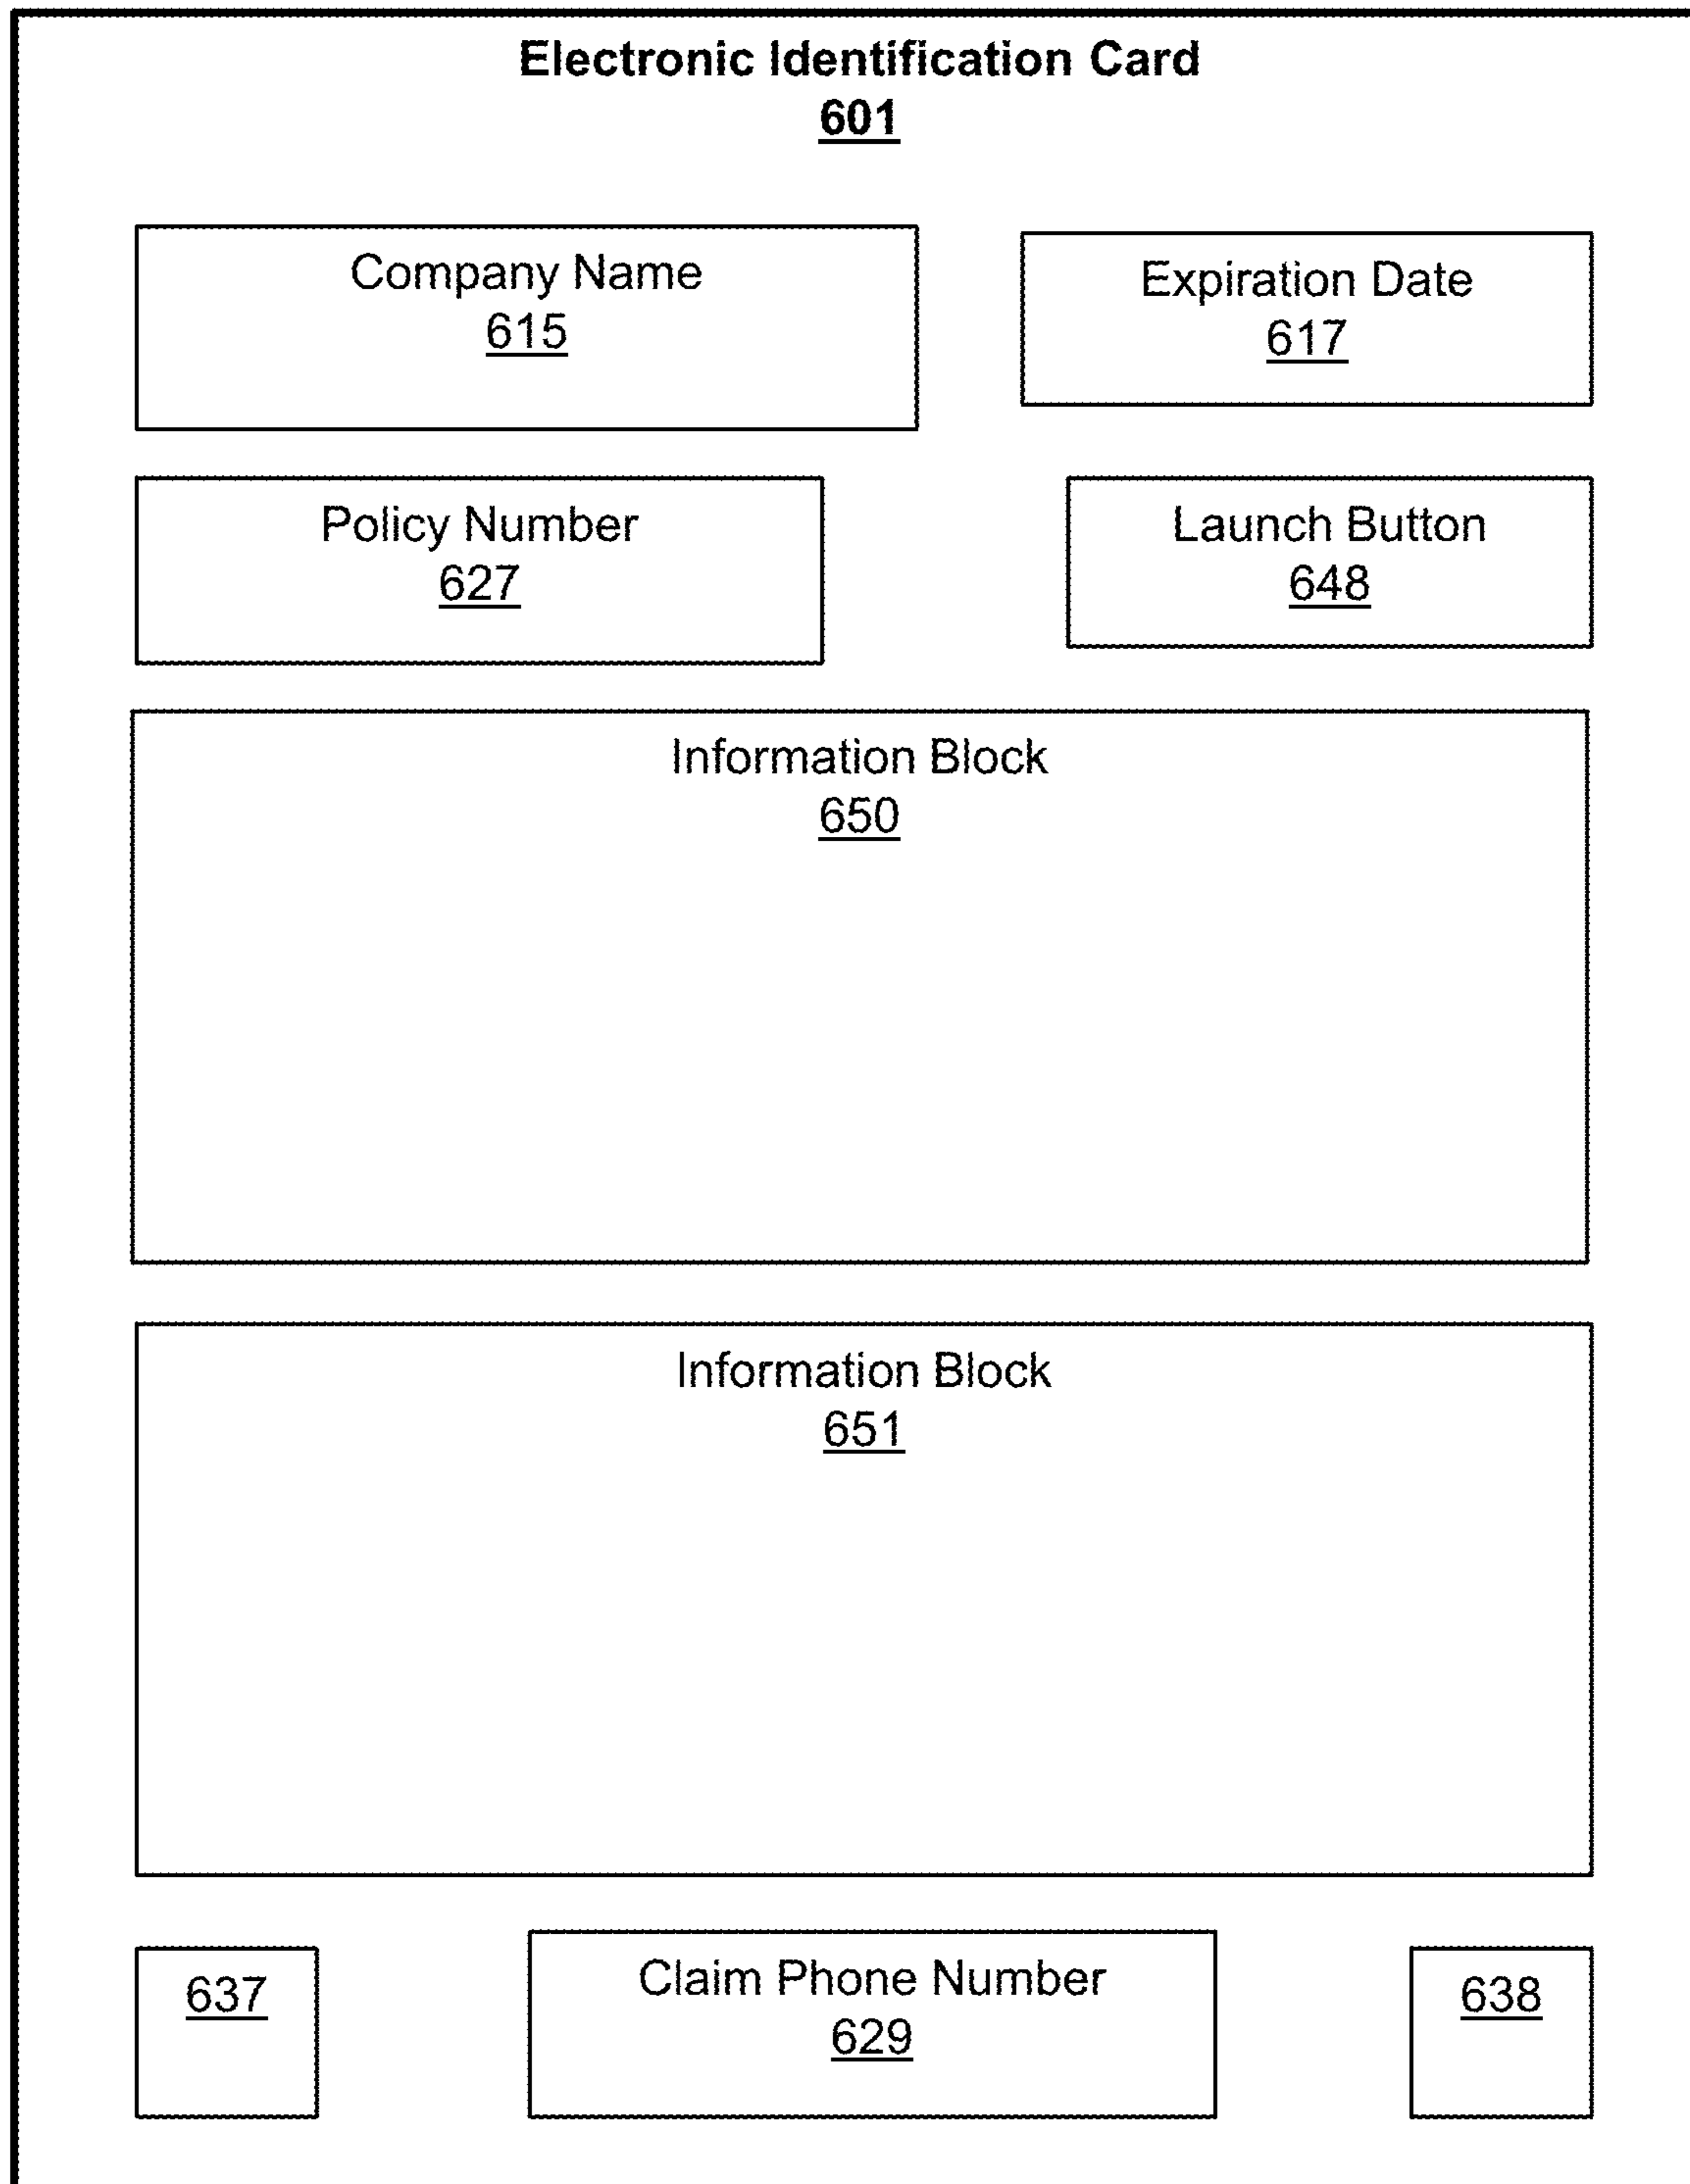 Electronic Identification Card
601
Company Name
615
Expiration Date
617
Policy Number
627
Launch Button
648
Information Block
650
Information Block
651
637
Claim Phone Number
629
638